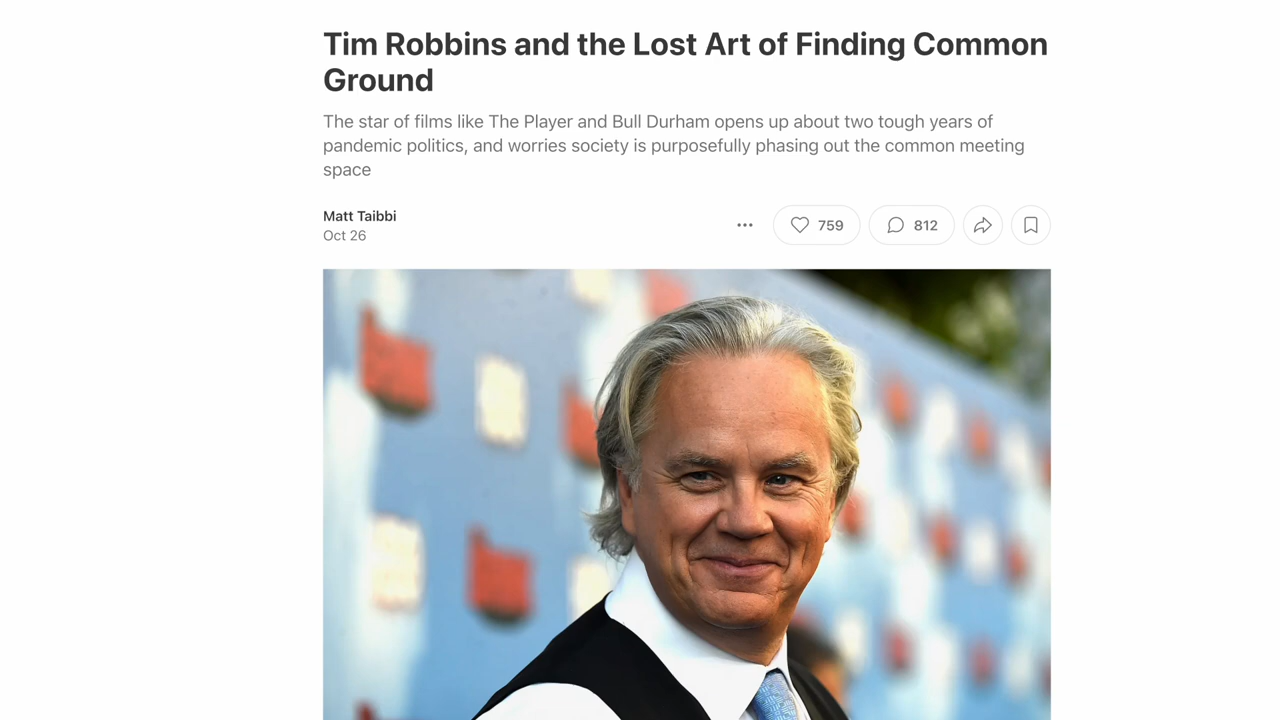 Tim Robbins and the Lost Art of Finding Common
Ground
The star of films like The Player and Bull Durham opens up about two tough years of
pandemic politics, and worries society is purposefully phasing out the common meeting
space
Matt Taibbi
Oct 26
759
812